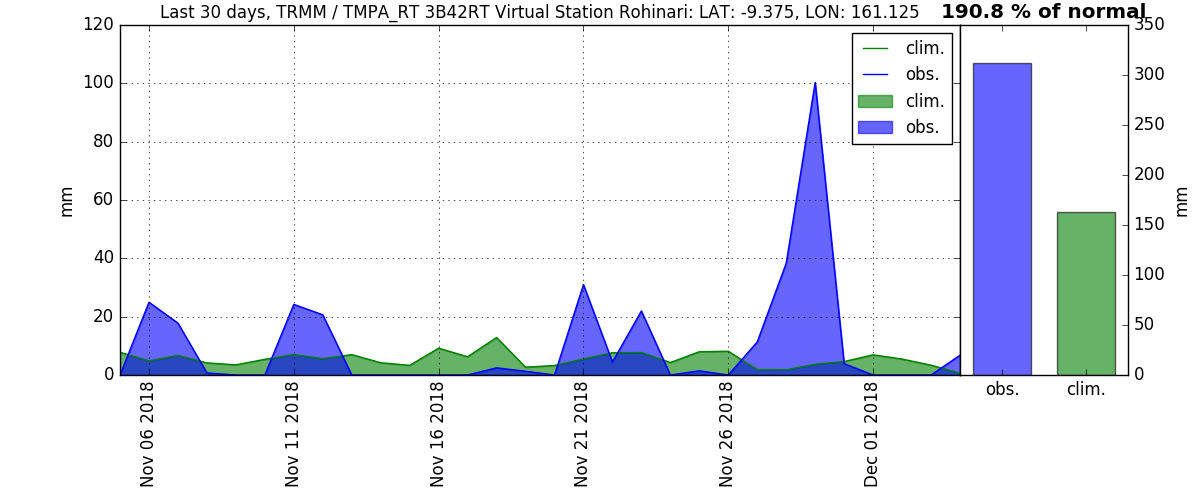 Last 30 days, TRMM / TMPA_RT 3B42RT Virtual Station Rohinari: LAT: -9.375, LON: 161.125
190.8 % of normal
120
100
80
60
40
20
0
mm
clim.
obs.
clim.
obs.
Nov 06 2018
Nov 11 2018
Nov 16 2018
Nov 21 2018
Nov 26 2018
Dec 01 2018
350
300
250
200
150
100
50
0
mm
obs.
clim.